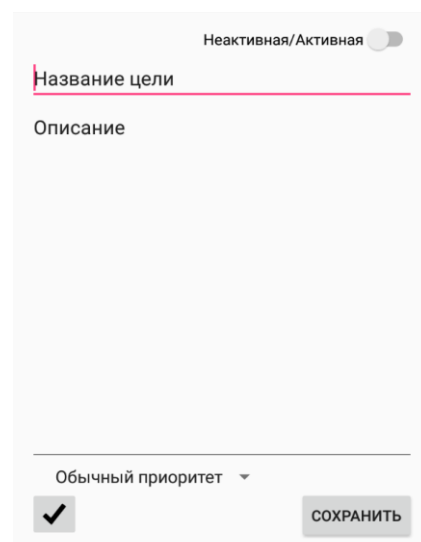 Неактивная/Активная
Название цели
Описание
Обычный приоритет
СОХРАНИТЬ